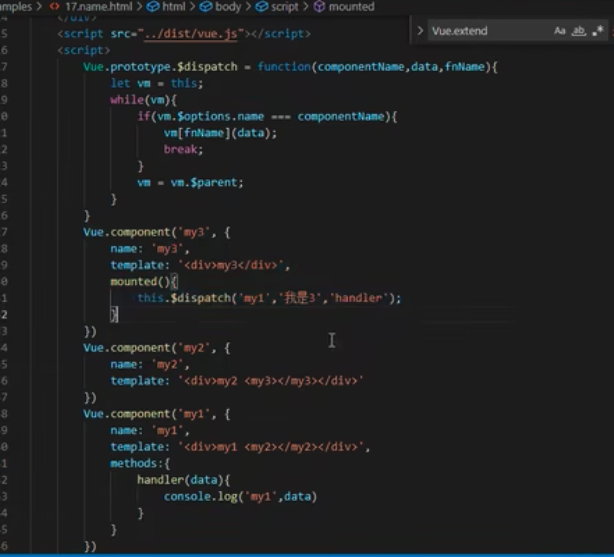 amples > 17.name.html > html > body > script > mounted
</div>
Vue.extend
Aa ab .*
5 <script src="../dist/vue.js"></script>
6 <script>
7 Vue.prototype.$dispatch = function(componentName,data,fnName){
8 let vm = this;
9 while(vm){
0 if(vm.$options.name === componentName){
1 vm[fnName](data);
2 break;
3 }
4 vm = vm.$parent;
5 }
6 }
7 Vue.component('my3', {
8 name: 'my3',
9 template: '<div>my3</div>',
0 mounted(){
1 this.$dispatch('my1','我是3','handler');
2 }
3 })
4 Vue.component('my2', {
5 name: 'my2',
6 template: '<div>my2 <my3></my3></div>'
7 })
8 Vue.component('my1', {
9 name: 'my1',
0 template: '<div>my1 <my2></my2></div>',
1 methods:{
2 handler(data){
3 console.log('my1',data)
4 }
5 }
6 })